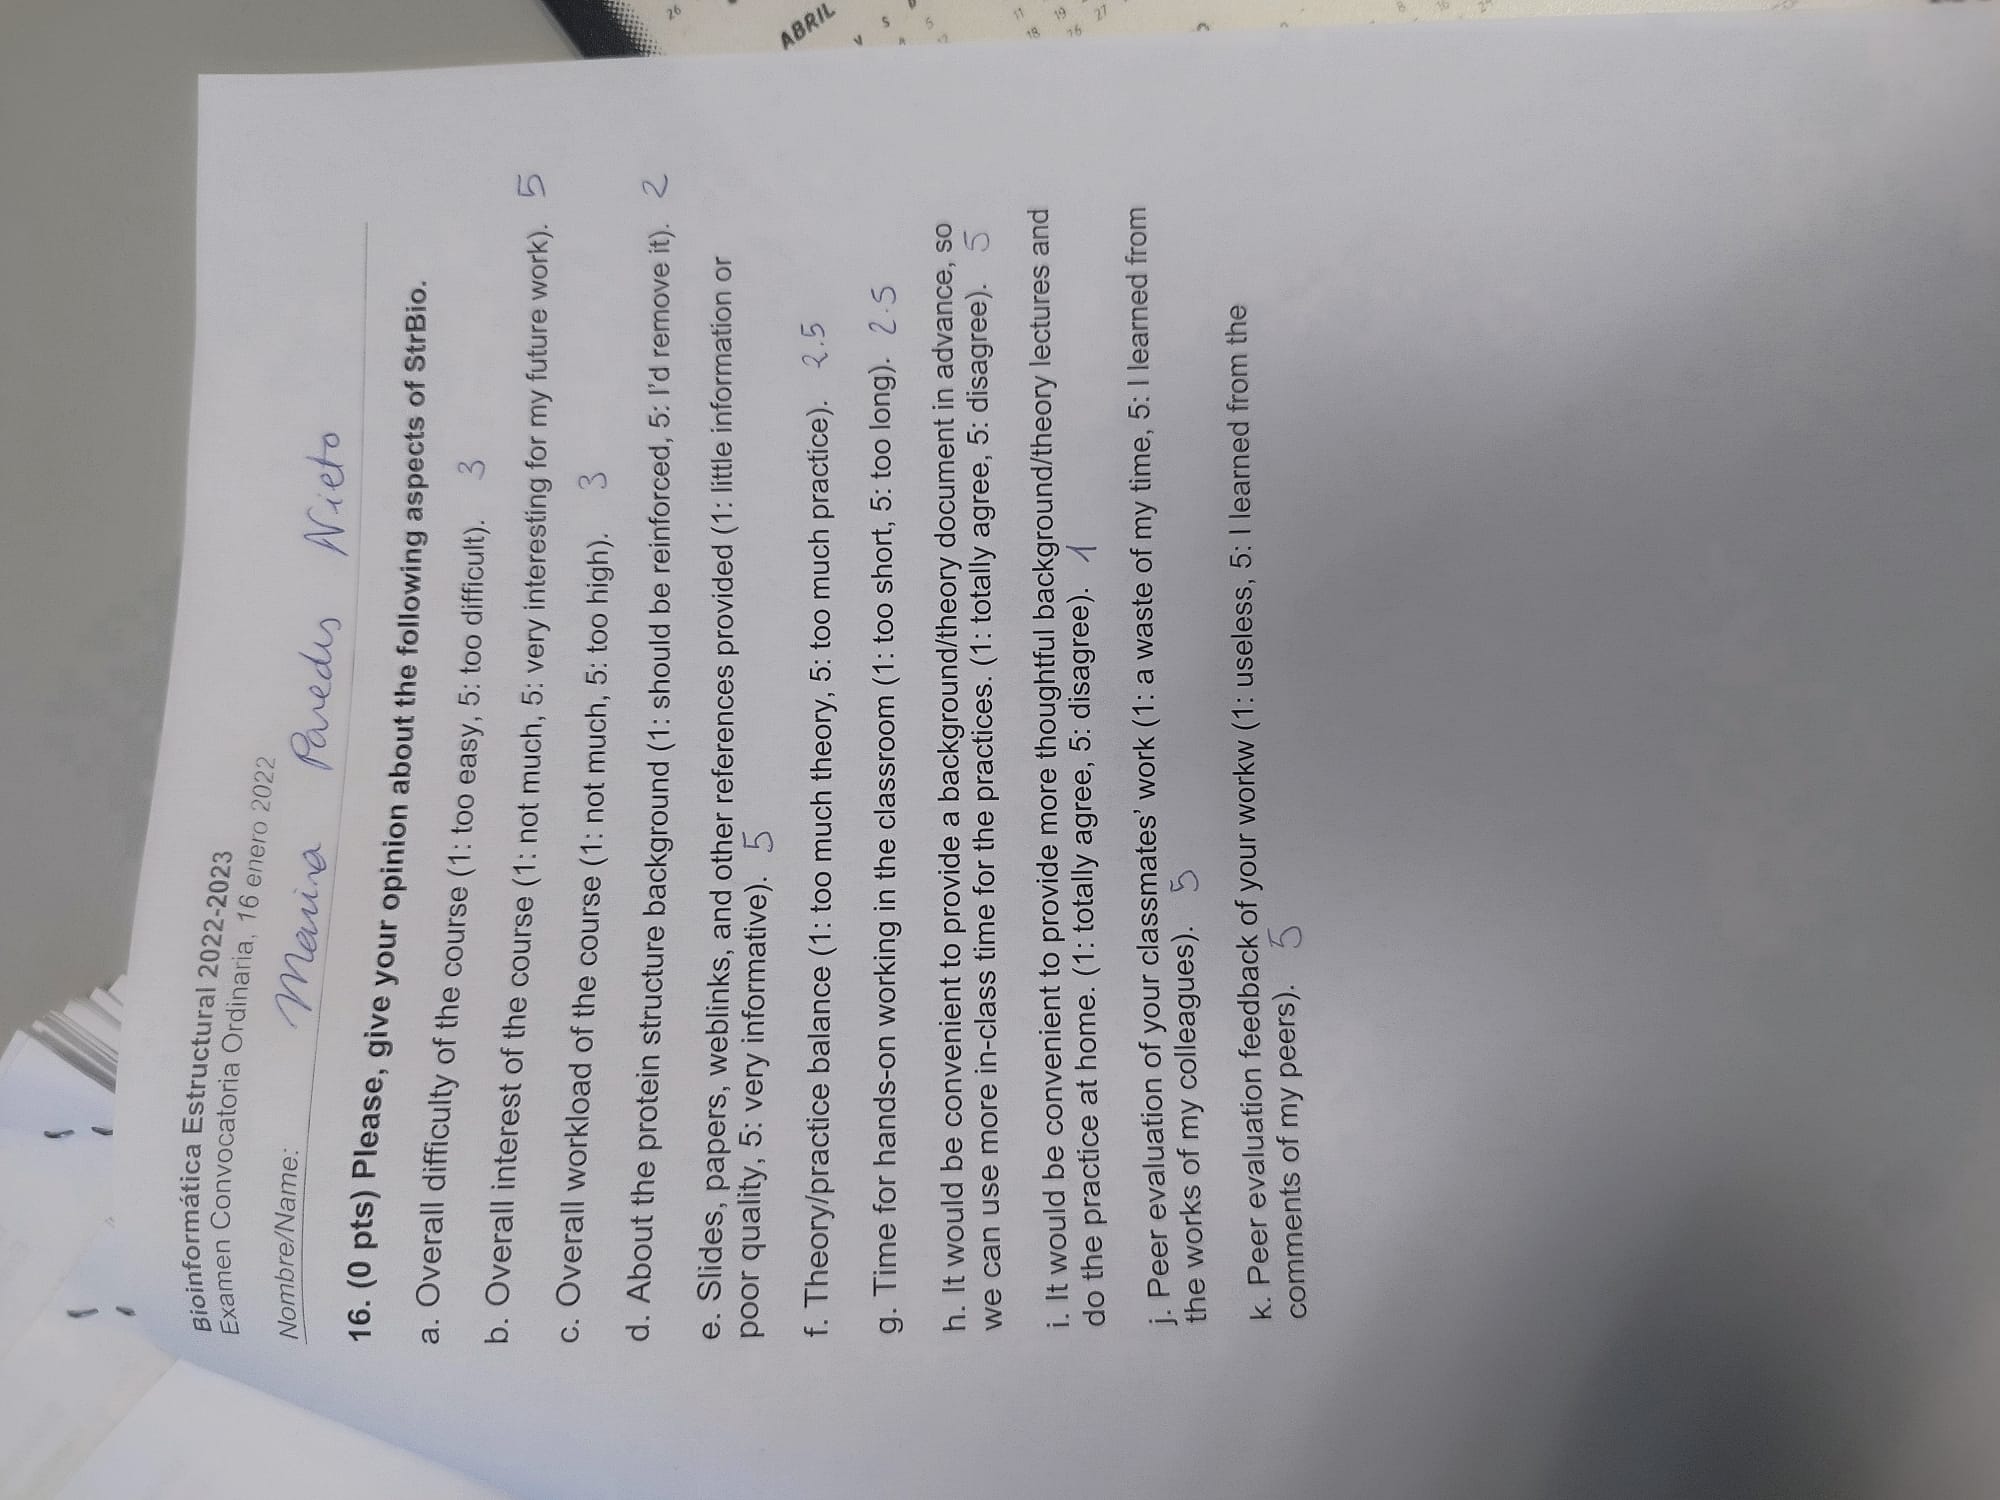 Bioinformática Estructural 2022-2023
Examen Convocatoria Ordinaria, 16 enero 2022
Nombre/Name: Marina Paredes Nieto
16. (0 pts) Please, give your opinion about the following aspects of StrBio.
a. Overall difficulty of the course (1: too easy, 5: too difficult). 3
b. Overall interest of the course (1: not much, 5: very interesting for my future work). 5
c. Overall workload of the course (1: not much, 5: too high). 3
d. About the protein structure background (1: should be reinforced, 5: I'd remove it). 2
e. Slides, papers, weblinks, and other references provided (1: little information or
poor quality, 5: very informative). 5
f. Theory/practice balance (1: too much theory, 5: too much practice). 2.5
g. Time for hands-on working in the classroom (1: too short, 5: too long). 2.5
h. It would be convenient to provide a background/theory document in advance, so
we can use more in-class time for the practices. (1: totally agree, 5: disagree). 5
i. It would be convenient to provide more thoughtful background/theory lectures and
do the practice at home. (1: totally agree, 5: disagree). 1
j. Peer evaluation of your classmates' work (1: a waste of my time, 5: I learned from
the works of my colleagues). 5
k. Peer evaluation feedback of your workw (1: useless, 5: I learned from the
comments of my peers). 5
ABRIL
26